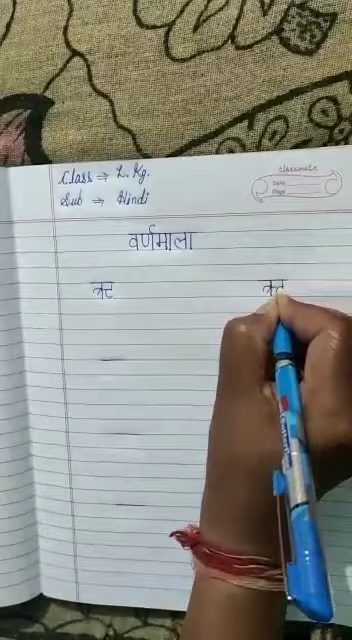 classmate
Date
Page
Class ⇒ L. Kg.
Sub ⇒ Hindi
वर्णमाला